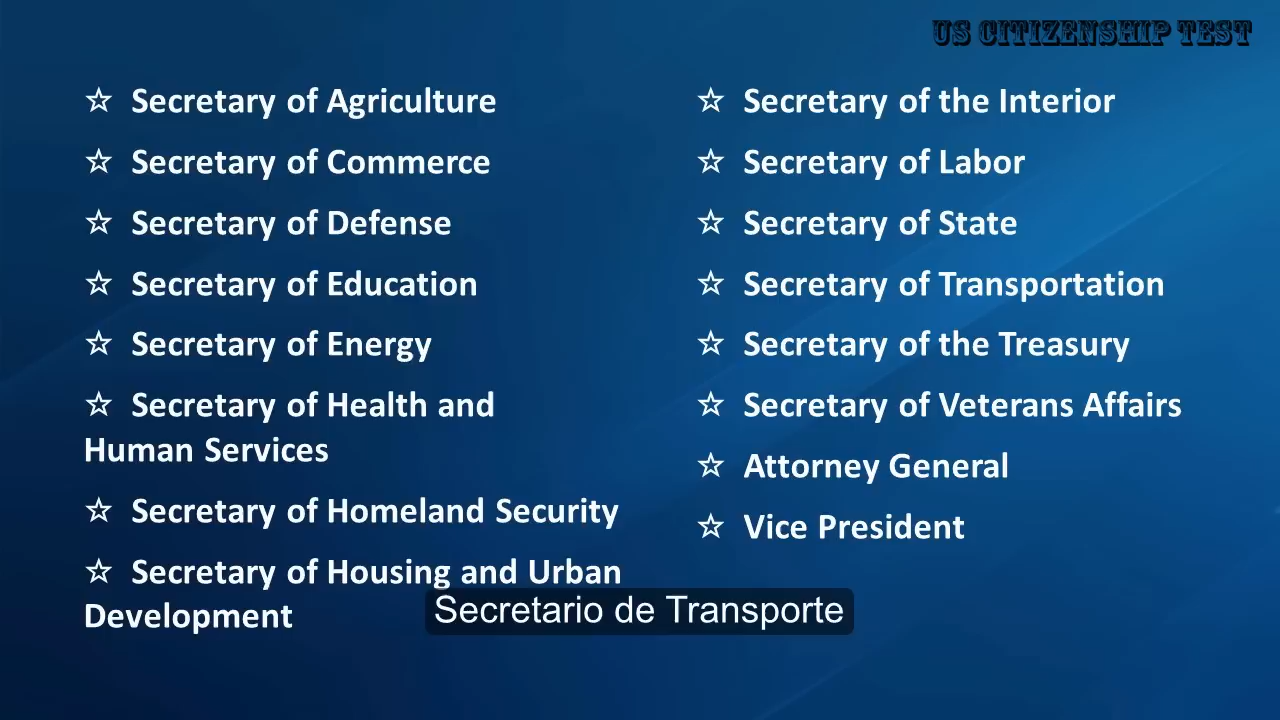 US CITIZENSHIP TEST
☆ Secretary of Agriculture
☆ Secretary of Commerce
☆ Secretary of Defense
☆ Secretary of Education
☆ Secretary of Energy
☆ Secretary of Health and
Human Services
☆ Secretary of Homeland Security
☆ Secretary of Housing and Urban
Development
☆ Secretary of the Interior
☆ Secretary of Labor
☆ Secretary of State
☆ Secretary of Transportation
☆ Secretary of the Treasury
☆ Secretary of Veterans Affairs
☆ Attorney General
☆ Vice President
Secretario de Transporte